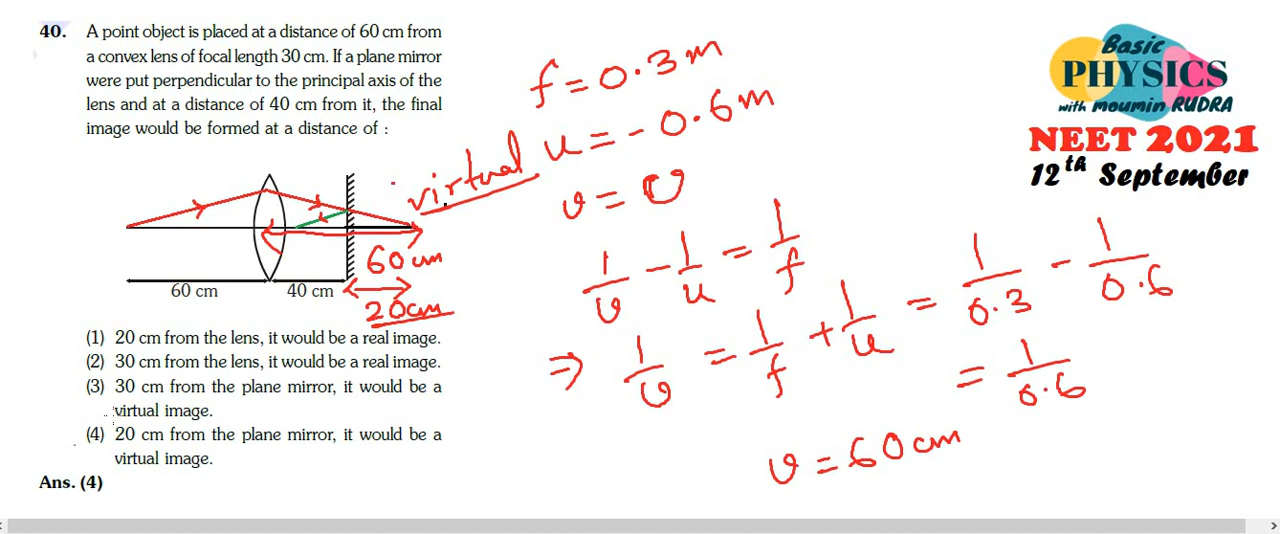 40. A point object is placed at a distance of 60 cm from
a convex lens of focal length 30 cm. If a plane mirror
were put perpendicular to the principal axis of the
lens and at a distance of 40 cm from it, the final
image would be formed at a distance of :
60 cm
40 cm
60 cm
20 cm
virtual
(1) 20 cm from the lens, it would be a real image.
(2) 30 cm from the lens, it would be a real image.
(3) 30 cm from the plane mirror, it would be a
virtual image.
(4) 20 cm from the plane mirror, it would be a
virtual image.
Ans. (4)
f = 0.3 m
u = - 0.6 m
v = v
1/v - 1/u = 1/f
⇒ 1/v = 1/f + 1/u = 1/0.3 - 1/0.6
= 1/0.6
v = 60 cm
Basic
PHYSICS
with moumin RUDRA
NEET 2021
12th September